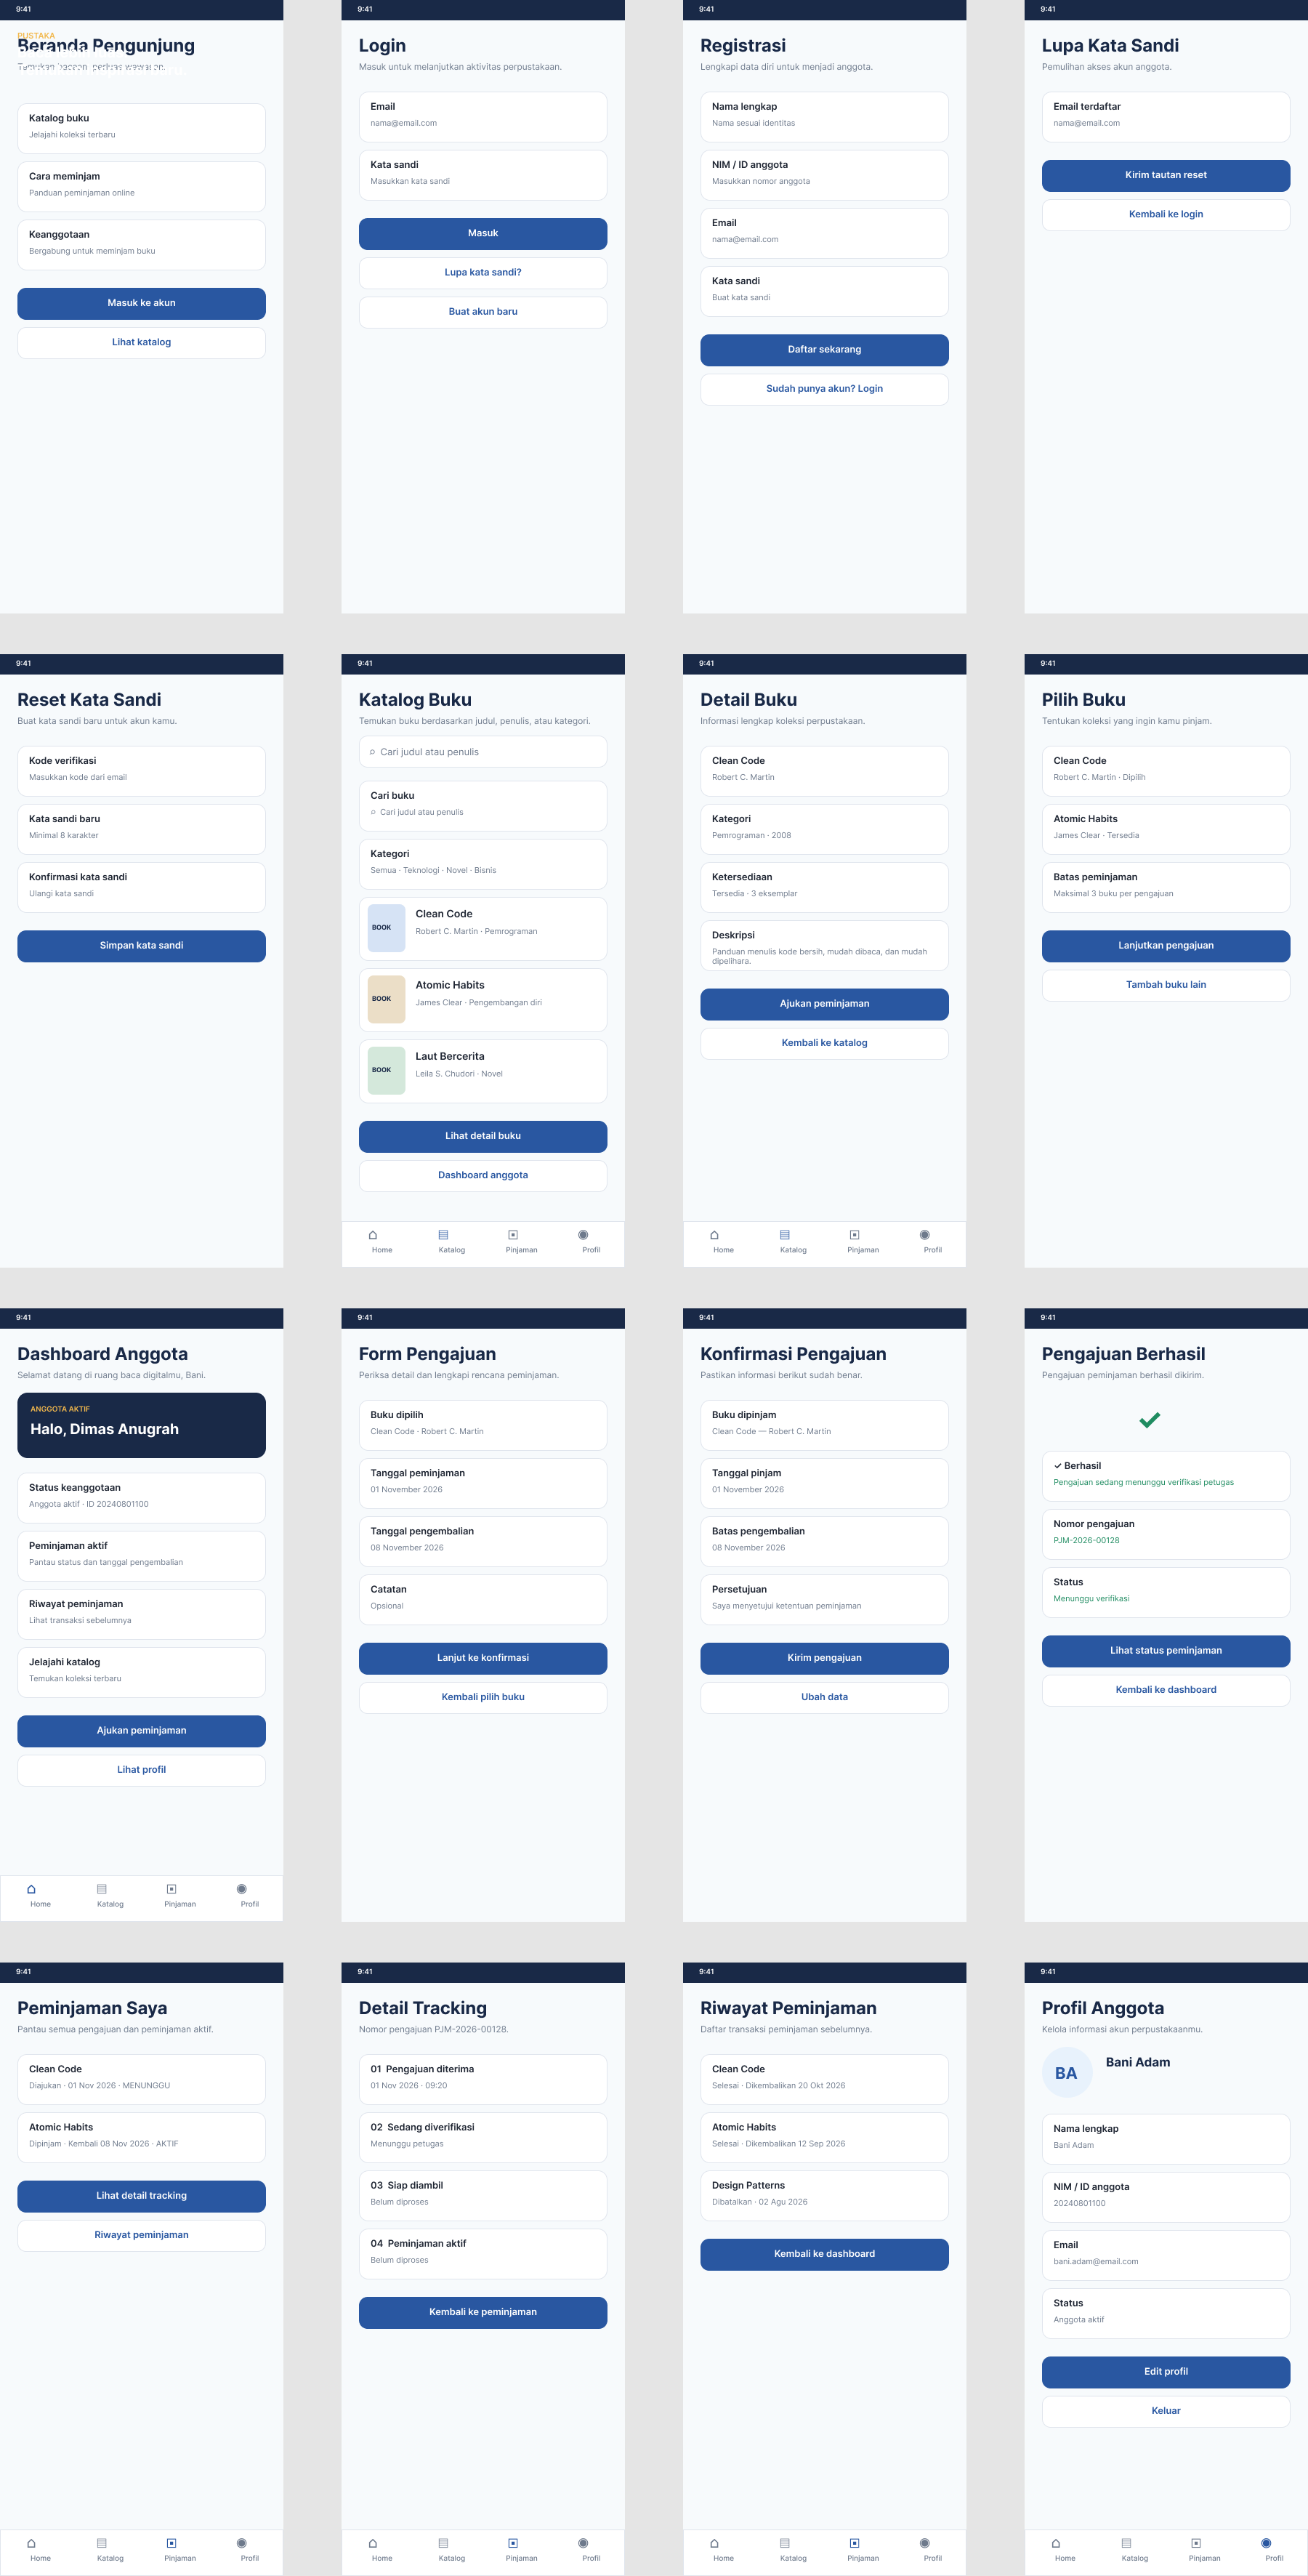 9:41
PUSTAKA
Beranda Pengunjung
Katalog buku
Jelajahi koleksi terbaru
Cara meminjam
Panduan peminjaman online
Keanggotaan
Bergabung untuk meminjam buku
Masuk ke akun
Lihat katalog
9:41
Login
Masuk untuk melanjutkan aktivitas perpustakaan.
Email
nama@email.com
Kata sandi
Masukkan kata sandi
Masuk
Lupa kata sandi?
Buat akun baru
9:41
Registrasi
Lengkapi data diri untuk menjadi anggota.
Nama lengkap
Nama sesuai identitas
NIM / ID anggota
Masukkan nomor anggota
Email
nama@email.com
Kata sandi
Buat kata sandi
Daftar sekarang
Sudah punya akun? Login
9:41
Lupa Kata Sandi
Pemulihan akses akun anggota.
Email terdaftar
nama@email.com
Kirim tautan reset
Kembali ke login
9:41
Reset Kata Sandi
Buat kata sandi baru untuk akun kamu.
Kode verifikasi
Masukkan kode dari email
Kata sandi baru
Minimal 8 karakter
Konfirmasi kata sandi
Ulangi kata sandi
Simpan kata sandi
9:41
Katalog Buku
Temukan buku berdasarkan judul, penulis, atau kategori.
⌕ Cari judul atau penulis
Cari buku
⌕ Cari judul atau penulis
Kategori
Semua · Teknologi · Novel · Bisnis
BOOK
Clean Code
Robert C. Martin · Pemrograman
BOOK
Atomic Habits
James Clear · Pengembangan diri
BOOK
Laut Bercerita
Leila S. Chudori · Novel
Lihat detail buku
Dashboard anggota
Home Katalog Pinjaman Profil
9:41
Detail Buku
Informasi lengkap koleksi perpustakaan.
Clean Code
Robert C. Martin
Kategori
Pemrograman · 2008
Ketersediaan
Tersedia · 3 eksemplar
Deskripsi
Panduan menulis kode bersih, mudah dibaca, dan mudah
dipelihara.
Ajukan peminjaman
Kembali ke katalog
Home Katalog Pinjaman Profil
9:41
Pilih Buku
Tentukan koleksi yang ingin kamu pinjam.
Clean Code
Robert C. Martin · Dipilih
Atomic Habits
James Clear · Tersedia
Batas peminjaman
Maksimal 3 buku per pengajuan
Lanjutkan pengajuan
Tambah buku lain
9:41
Dashboard Anggota
Selamat datang di ruang baca digitalmu, Bani.
ANGGOTA AKTIF
Halo, Dimas Anugrah
Status keanggotaan
Anggota aktif · ID 20240801100
Peminjaman aktif
Pantau status dan tanggal pengembalian
Riwayat peminjaman
Lihat transaksi sebelumnya
Jelajahi katalog
Temukan koleksi terbaru
Ajukan peminjaman
Lihat profil
Home Katalog Pinjaman Profil
9:41
Form Pengajuan
Periksa detail dan lengkapi rencana peminjaman.
Buku dipilih
Clean Code · Robert C. Martin
Tanggal peminjaman
01 November 2026
Tanggal pengembalian
08 November 2026
Catatan
Opsional
Lanjut ke konfirmasi
Kembali pilih buku
9:41
Konfirmasi Pengajuan
Pastikan informasi berikut sudah benar.
Buku dipinjam
Clean Code — Robert C. Martin
Tanggal pinjam
01 November 2026
Batas pengembalian
08 November 2026
Persetujuan
Saya menyetujui ketentuan peminjaman
Kirim pengajuan
Ubah data
9:41
Pengajuan Berhasil
Pengajuan peminjaman berhasil dikirim.
✓
✓ Berhasil
Pengajuan sedang menunggu verifikasi petugas
Nomor pengajuan
PJM-2026-00128
Status
Menunggu verifikasi
Lihat status peminjaman
Kembali ke dashboard
9:41
Peminjaman Saya
Pantau semua pengajuan dan peminjaman aktif.
Clean Code
Diajukan · 01 Nov 2026 · MENUNGGU
Atomic Habits
Dipinjam · Kembali 08 Nov 2026 · AKTIF
Lihat detail tracking
Riwayat peminjaman
Home Katalog Pinjaman Profil
9:41
Detail Tracking
Nomor pengajuan PJM-2026-00128.
01 Pengajuan diterima
01 Nov 2026 · 09:20
02 Sedang diverifikasi
Menunggu petugas
03 Siap diambil
Belum diproses
04 Peminjaman aktif
Belum diproses
Kembali ke peminjaman
Home Katalog Pinjaman Profil
9:41
Riwayat Peminjaman
Daftar transaksi peminjaman sebelumnya.
Clean Code
Selesai · Dikembalikan 20 Okt 2026
Atomic Habits
Selesai · Dikembalikan 12 Sep 2026
Design Patterns
Dibatalkan · 02 Agu 2026
Kembali ke dashboard
Home Katalog Pinjaman Profil
9:41
Profil Anggota
Kelola informasi akun perpustakaanmu.
BA
Bani Adam
Nama lengkap
Bani Adam
NIM / ID anggota
20240801100
Email
bani.adam@email.com
Status
Anggota aktif
Edit profil
Keluar
Home Katalog Pinjaman Profil